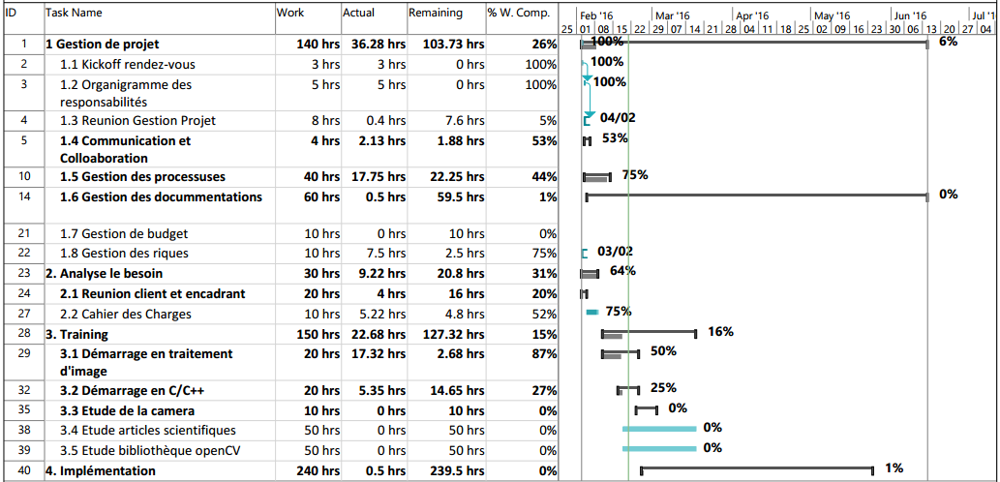 ID Task Name Work Actual Remaining % W. Comp. Feb '16 Mar '16 Apr '16 May '16 Jun '16 Jul '1
25 01 08 15 22 29 07 14 21 28 04 11 18 25 02 09 16 23 30 06 13 20 27 04
1 1 Gestion de projet 140 hrs 36.28 hrs 103.73 hrs 26% 100% 6%
2 1.1 Kickoff rendez-vous 3 hrs 3 hrs 0 hrs 100% 100%
3 1.2 Organigramme des 5 hrs 5 hrs 0 hrs 100% 100%
responsabilités
4 1.3 Reunion Gestion Projet 8 hrs 0.4 hrs 7.6 hrs 5% 04/02
5 1.4 Communication et 4 hrs 2.13 hrs 1.88 hrs 53% 53%
Colloaboration
10 1.5 Gestion des processuses 40 hrs 17.75 hrs 22.25 hrs 44% 75%
14 1.6 Gestion des docummentations 60 hrs 0.5 hrs 59.5 hrs 1% 0%
21 1.7 Gestion de budget 10 hrs 0 hrs 10 hrs 0%
22 1.8 Gestion des riques 10 hrs 7.5 hrs 2.5 hrs 75% 03/02
23 2. Analyse le besoin 30 hrs 9.22 hrs 20.8 hrs 31% 64%
24 2.1 Reunion client et encadrant 20 hrs 4 hrs 16 hrs 20%
27 2.2 Cahier des Charges 10 hrs 5.22 hrs 4.8 hrs 52% 75%
28 3. Training 150 hrs 22.68 hrs 127.32 hrs 15% 16%
29 3.1 Démarrage en traitement 20 hrs 17.32 hrs 2.68 hrs 87% 50%
d'image
32 3.2 Démarrage en C/C++ 20 hrs 5.35 hrs 14.65 hrs 27% 25%
35 3.3 Etude de la camera 10 hrs 0 hrs 10 hrs 0% 0%
38 3.4 Etude articles scientifiques 50 hrs 0 hrs 50 hrs 0% 0%
39 3.5 Etude bibliothèque openCV 50 hrs 0 hrs 50 hrs 0% 0%
40 4. Implémentation 240 hrs 0.5 hrs 239.5 hrs 0% 1%